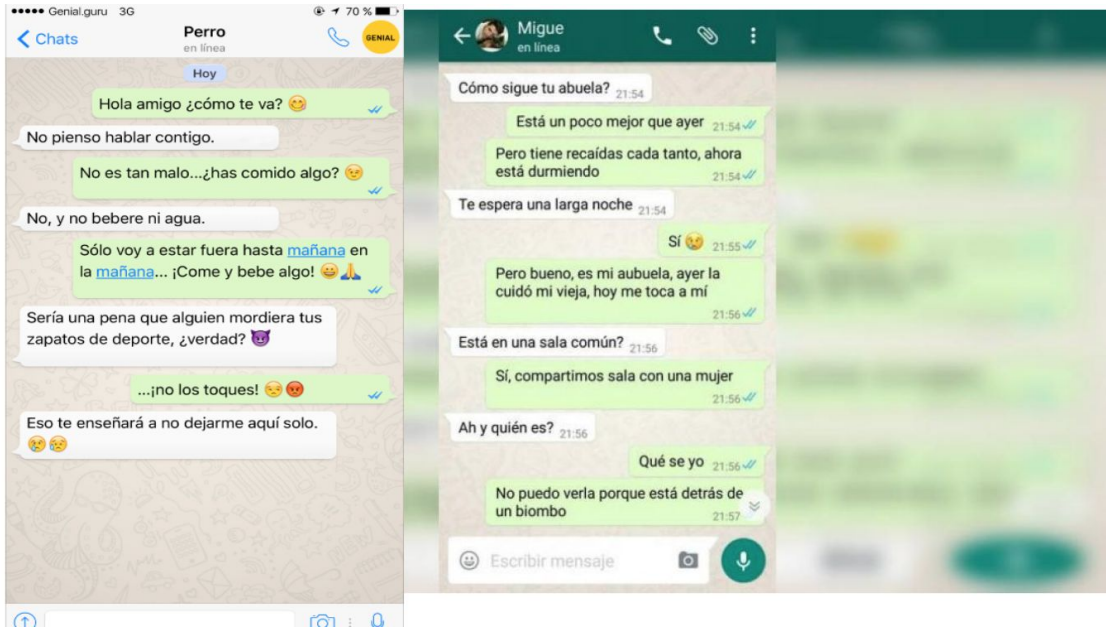 Genial.guru 3G
70 %
Chats
Perro
en línea
GENIAL
Hoy
Hola amigo ¿cómo te va? 😊
No pienso hablar contigo.
No es tan malo...¿has comido algo? 😉
No, y no bebere ni agua.
Sólo voy a estar fuera hasta mañana en
la mañana... ¡Come y bebe algo! 😀🙏
Sería una pena que alguien mordiera tus
zapatos de deporte, ¿verdad? 😈
...¡no los toques! 😒😡
Eso te enseñará a no dejarme aquí solo.
😢😥
Migue
en línea
Cómo sigue tu abuela? 21:54
Está un poco mejor que ayer 21:54
Pero tiene recaídas cada tanto, ahora
está durmiendo 21:54
Te espera una larga noche 21:54
Sí 😢 21:55
Pero bueno, es mi aubuela, ayer la
cuidó mi vieja, hoy me toca a mí
21:56
Está en una sala común? 21:56
Sí, compartimos sala con una mujer
21:56
Ah y quién es? 21:56
Qué se yo 21:56
No puedo verla porque está detrás de
un biombo 21:57
Escribir mensaje